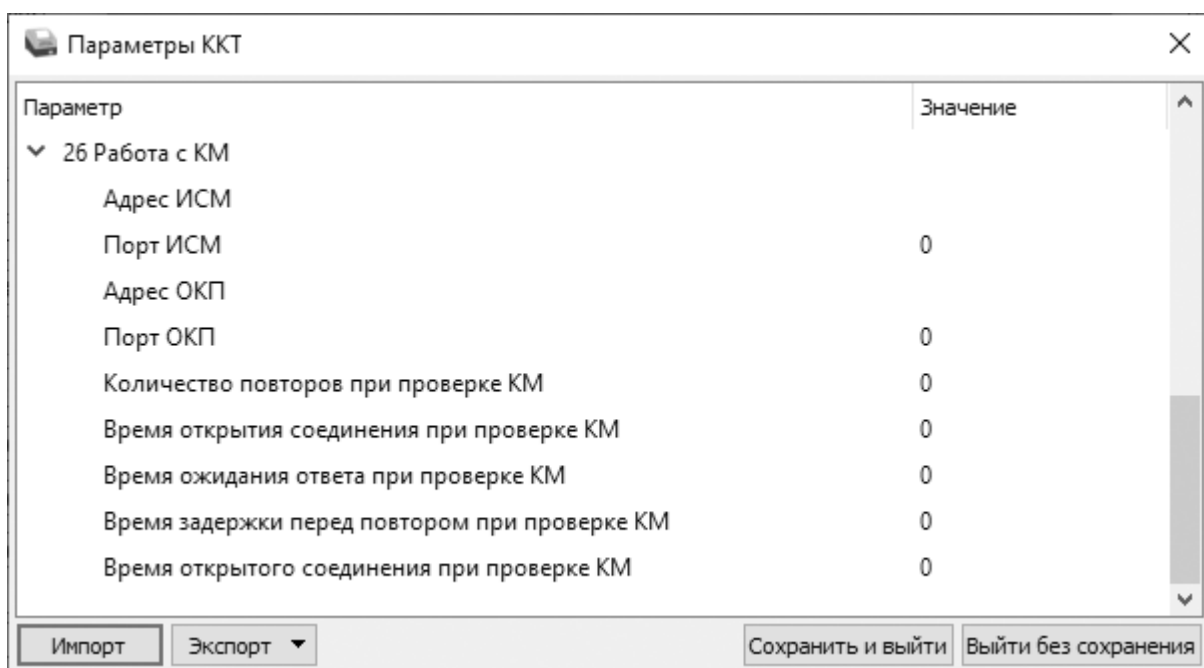 Параметры ККТ
Параметр Значение
26 Работа с КМ
Адрес ИСМ
Порт ИСМ 0
Адрес ОКП
Порт ОКП 0
Количество повторов при проверке КМ 0
Время открытия соединения при проверке КМ 0
Время ожидания ответа при проверке КМ 0
Время задержки перед повтором при проверке КМ 0
Время открытого соединения при проверке КМ 0
Импорт Экспорт Сохранить и выйти Выйти без сохранения